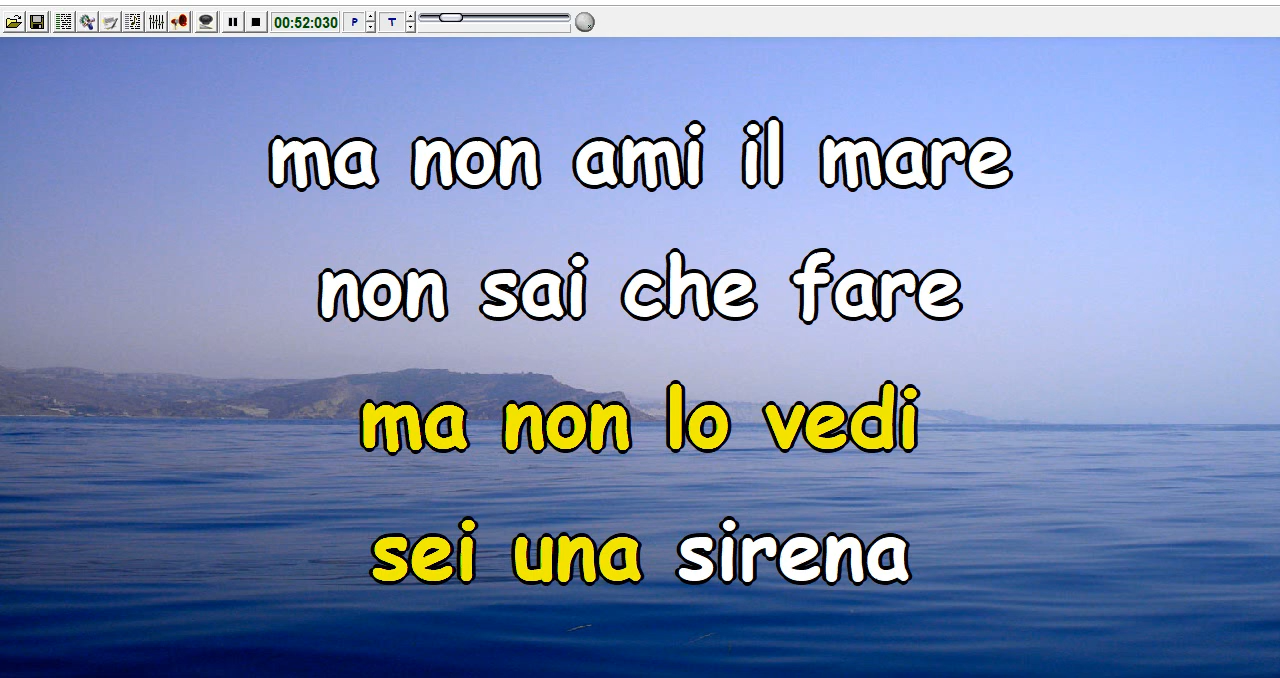 00:52:030 P T
ma non ami il mare
non sai che fare
ma non lo vedi
sei una sirena